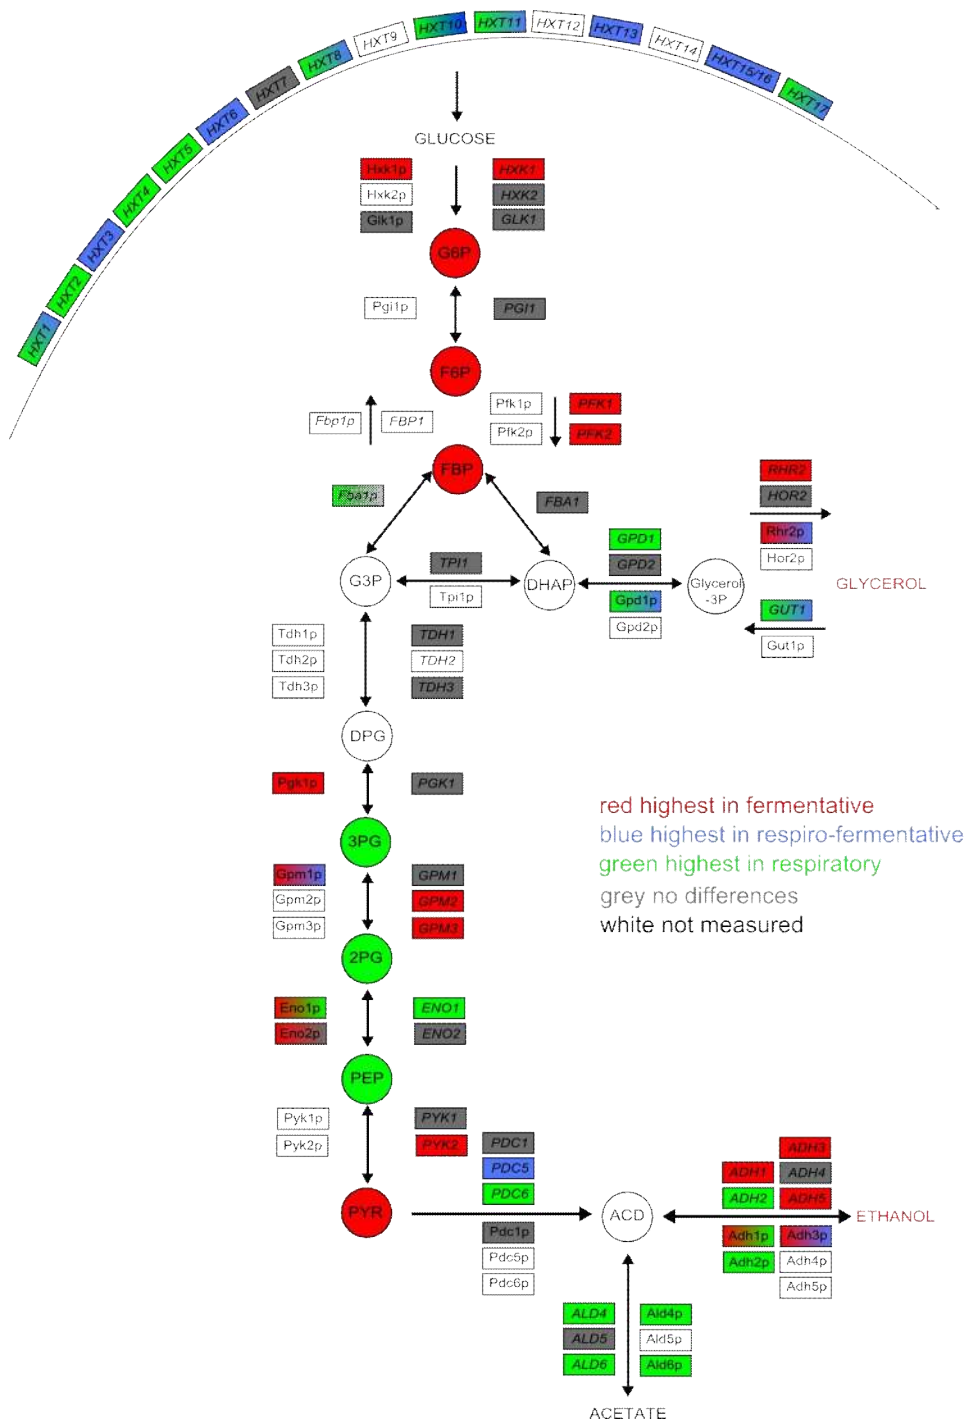 HXT1
HXT2
HXT3
HXT4
HXT5
HXT6
HXT7
HXT8
HXT9
HXT10
HXT11
HXT12
HXT13
HXT14
HXT15/16
HXT17
GLUCOSE
Hxk1p HXK1
Hxk2p HXK2
Glk1p GLK1
G6P
Pgi1p PGI1
F6P
Fbp1p FBP1 Pfk1p PFK1
Pfk2p PFK2
FBP
Fba1p FBA1
RHR2
HOR2
Rhr2p
Hor2p
GPD1
GPD2
Gpd1p
Gpd2p
TPI1
Tpi1p
G3P
DHAP
Glycerol
-3P
GLYCEROL
GUT1
Gut1p
Tdh1p TDH1
Tdh2p TDH2
Tdh3p TDH3
DPG
Pgk1p PGK1
3PG
red highest in fermentative
blue highest in respiro-fermentative
green highest in respiratory
grey no differences
white not measured
Gpm1p GPM1
Gpm2p GPM2
Gpm3p GPM3
2PG
Eno1p ENO1
Eno2p ENO2
PEP
Pyk1p PYK1
Pyk2p PYK2
PDC1
PDC5
PDC6
PYR
Pdc1p
Pdc5p
Pdc6p
ACD
ADH3
ADH1 ADH4
ADH2 ADH5
ETHANOL
Adh1p Adh3p
Adh2p Adh4p
Adh5p
ALD4 Ald4p
ALD5 Ald5p
ALD6 Ald6p
ACETATE